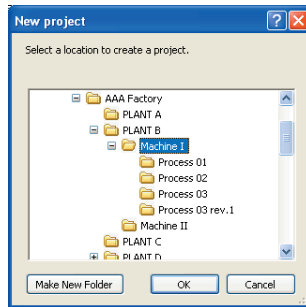 New project
Select a location to create a project.
AAA Factory
PLANT A
PLANT B
Machine I
Process 01
Process 02
Process 03
Process 03 rev.1
Machine II
PLANT C
PLANT D
Make New Folder
OK
Cancel